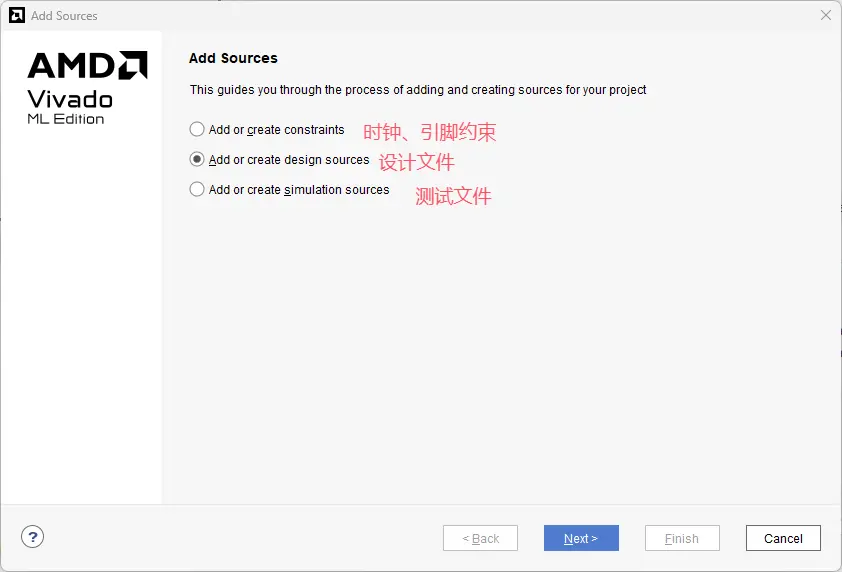 Add Sources
AMD
Vivado
ML Edition
Add Sources
This guides you through the process of adding and creating sources for your project
Add or create constraints 时钟、引脚约束
Add or create design sources 设计文件
Add or create simulation sources 测试文件
?
< Back
Next >
Finish
Cancel